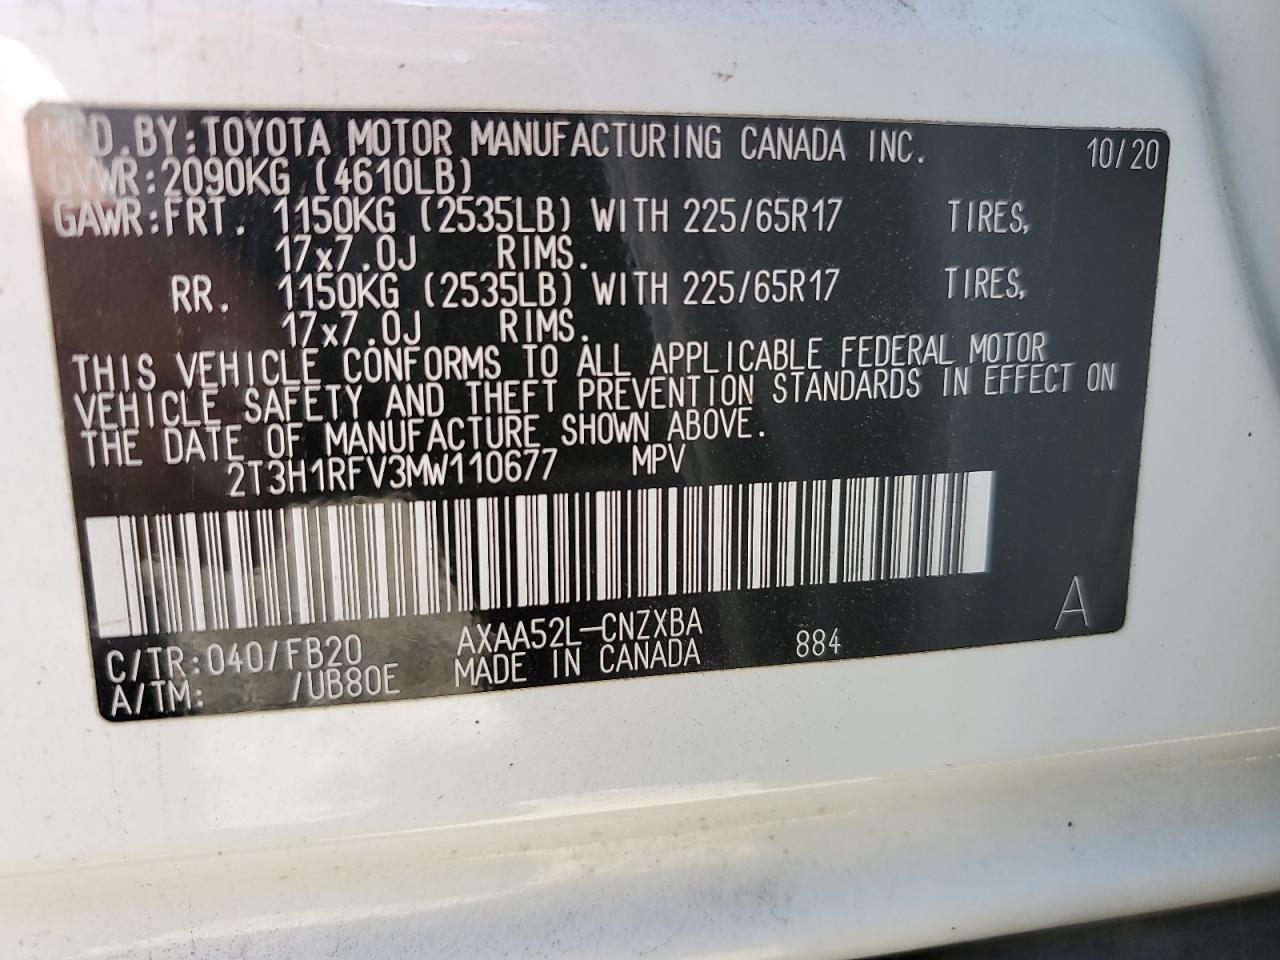 MFD.BY:TOYOTA MOTOR MANUFACTURING CANADA INC. 10/20
GVWR:2090KG (4610LB)
GAWR:FRT. 1150KG (2535LB) WITH 225/65R17 TIRES,
17x7.0J RIMS.
RR. 1150KG (2535LB) WITH 225/65R17 TIRES,
17x7.0J RIMS.
THIS VEHICLE CONFORMS TO ALL APPLICABLE FEDERAL MOTOR
VEHICLE SAFETY AND THEFT PREVENTION STANDARDS IN EFFECT ON
THE DATE OF MANUFACTURE SHOWN ABOVE.
2T3H1RFV3MW110677 MPV
A
C/TR:040/FB20 AXAA52L-CNZXBA 884
A/TM: /UB80E MADE IN CANADA